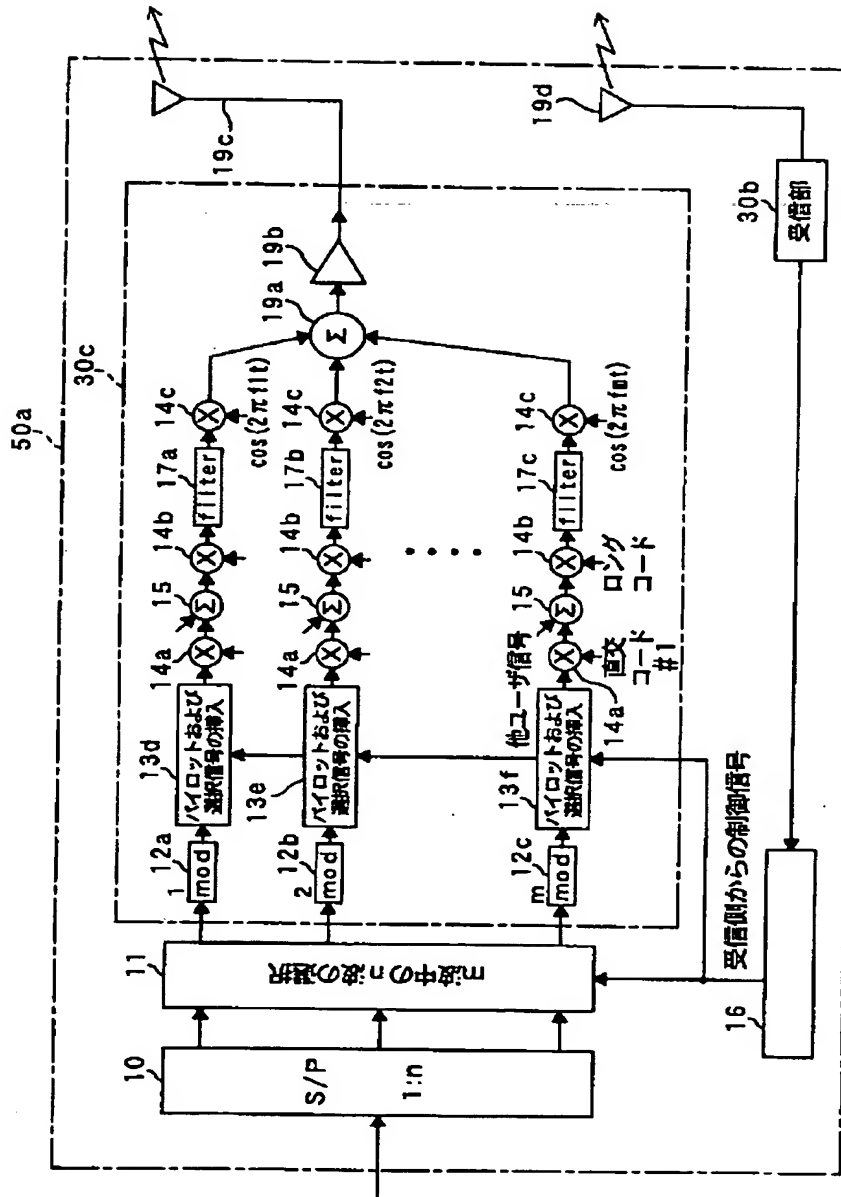 50a
30c
10
S/P
1:n
11
m波中のn波の選択
12a
1
mod
12b
2
mod
12c
m
mod
13d
パイロットおよび
選択信号の挿入
13e
パイロットおよび
選択信号の挿入
13f
パイロットおよび
選択信号の挿入
14a
15
14b
17a
filter
14c
cos(2πf1t)
14a
15
14b
17b
filter
14c
cos(2πf2t)
他ユーザ信号
14a
直交
コード
#1
15
14b
ロング
コード
17c
filter
14c
cos(2πfmt)
X
Σ
X
X
X
Σ
X
X
X
Σ
X
X
19a
Σ
19b
19c
19d
30b
受信部
受信側からの制御信号
16